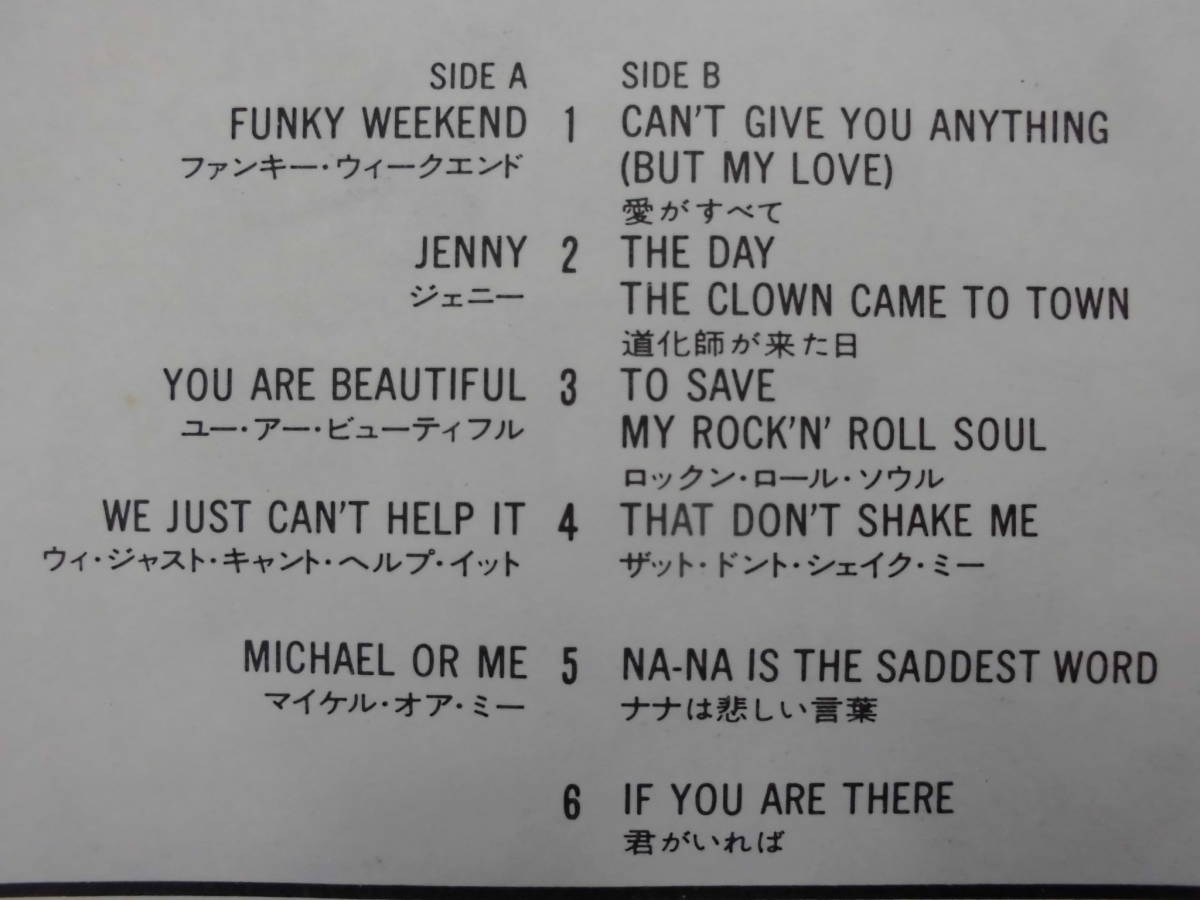 SIDE A
FUNKY WEEKEND 1
ファンキー・ウィークエンド
JENNY 2
ジェニー
YOU ARE BEAUTIFUL 3
ユー・アー・ビューティフル
WE JUST CAN'T HELP IT 4
ウィ・ジャスト・キャント・ヘルプ・イット
MICHAEL OR ME 5
マイケル・オア・ミー
6
SIDE B
CAN'T GIVE YOU ANYTHING
(BUT MY LOVE)
愛がすべて
THE DAY
THE CLOWN CAME TO TOWN
道化師が来た日
TO SAVE
MY ROCK'N' ROLL SOUL
ロックン・ロール・ソウル
THAT DON'T SHAKE ME
ザット・ドント・シェイク・ミー
NA-NA IS THE SADDEST WORD
ナナは悲しい言葉
IF YOU ARE THERE
君がいれば